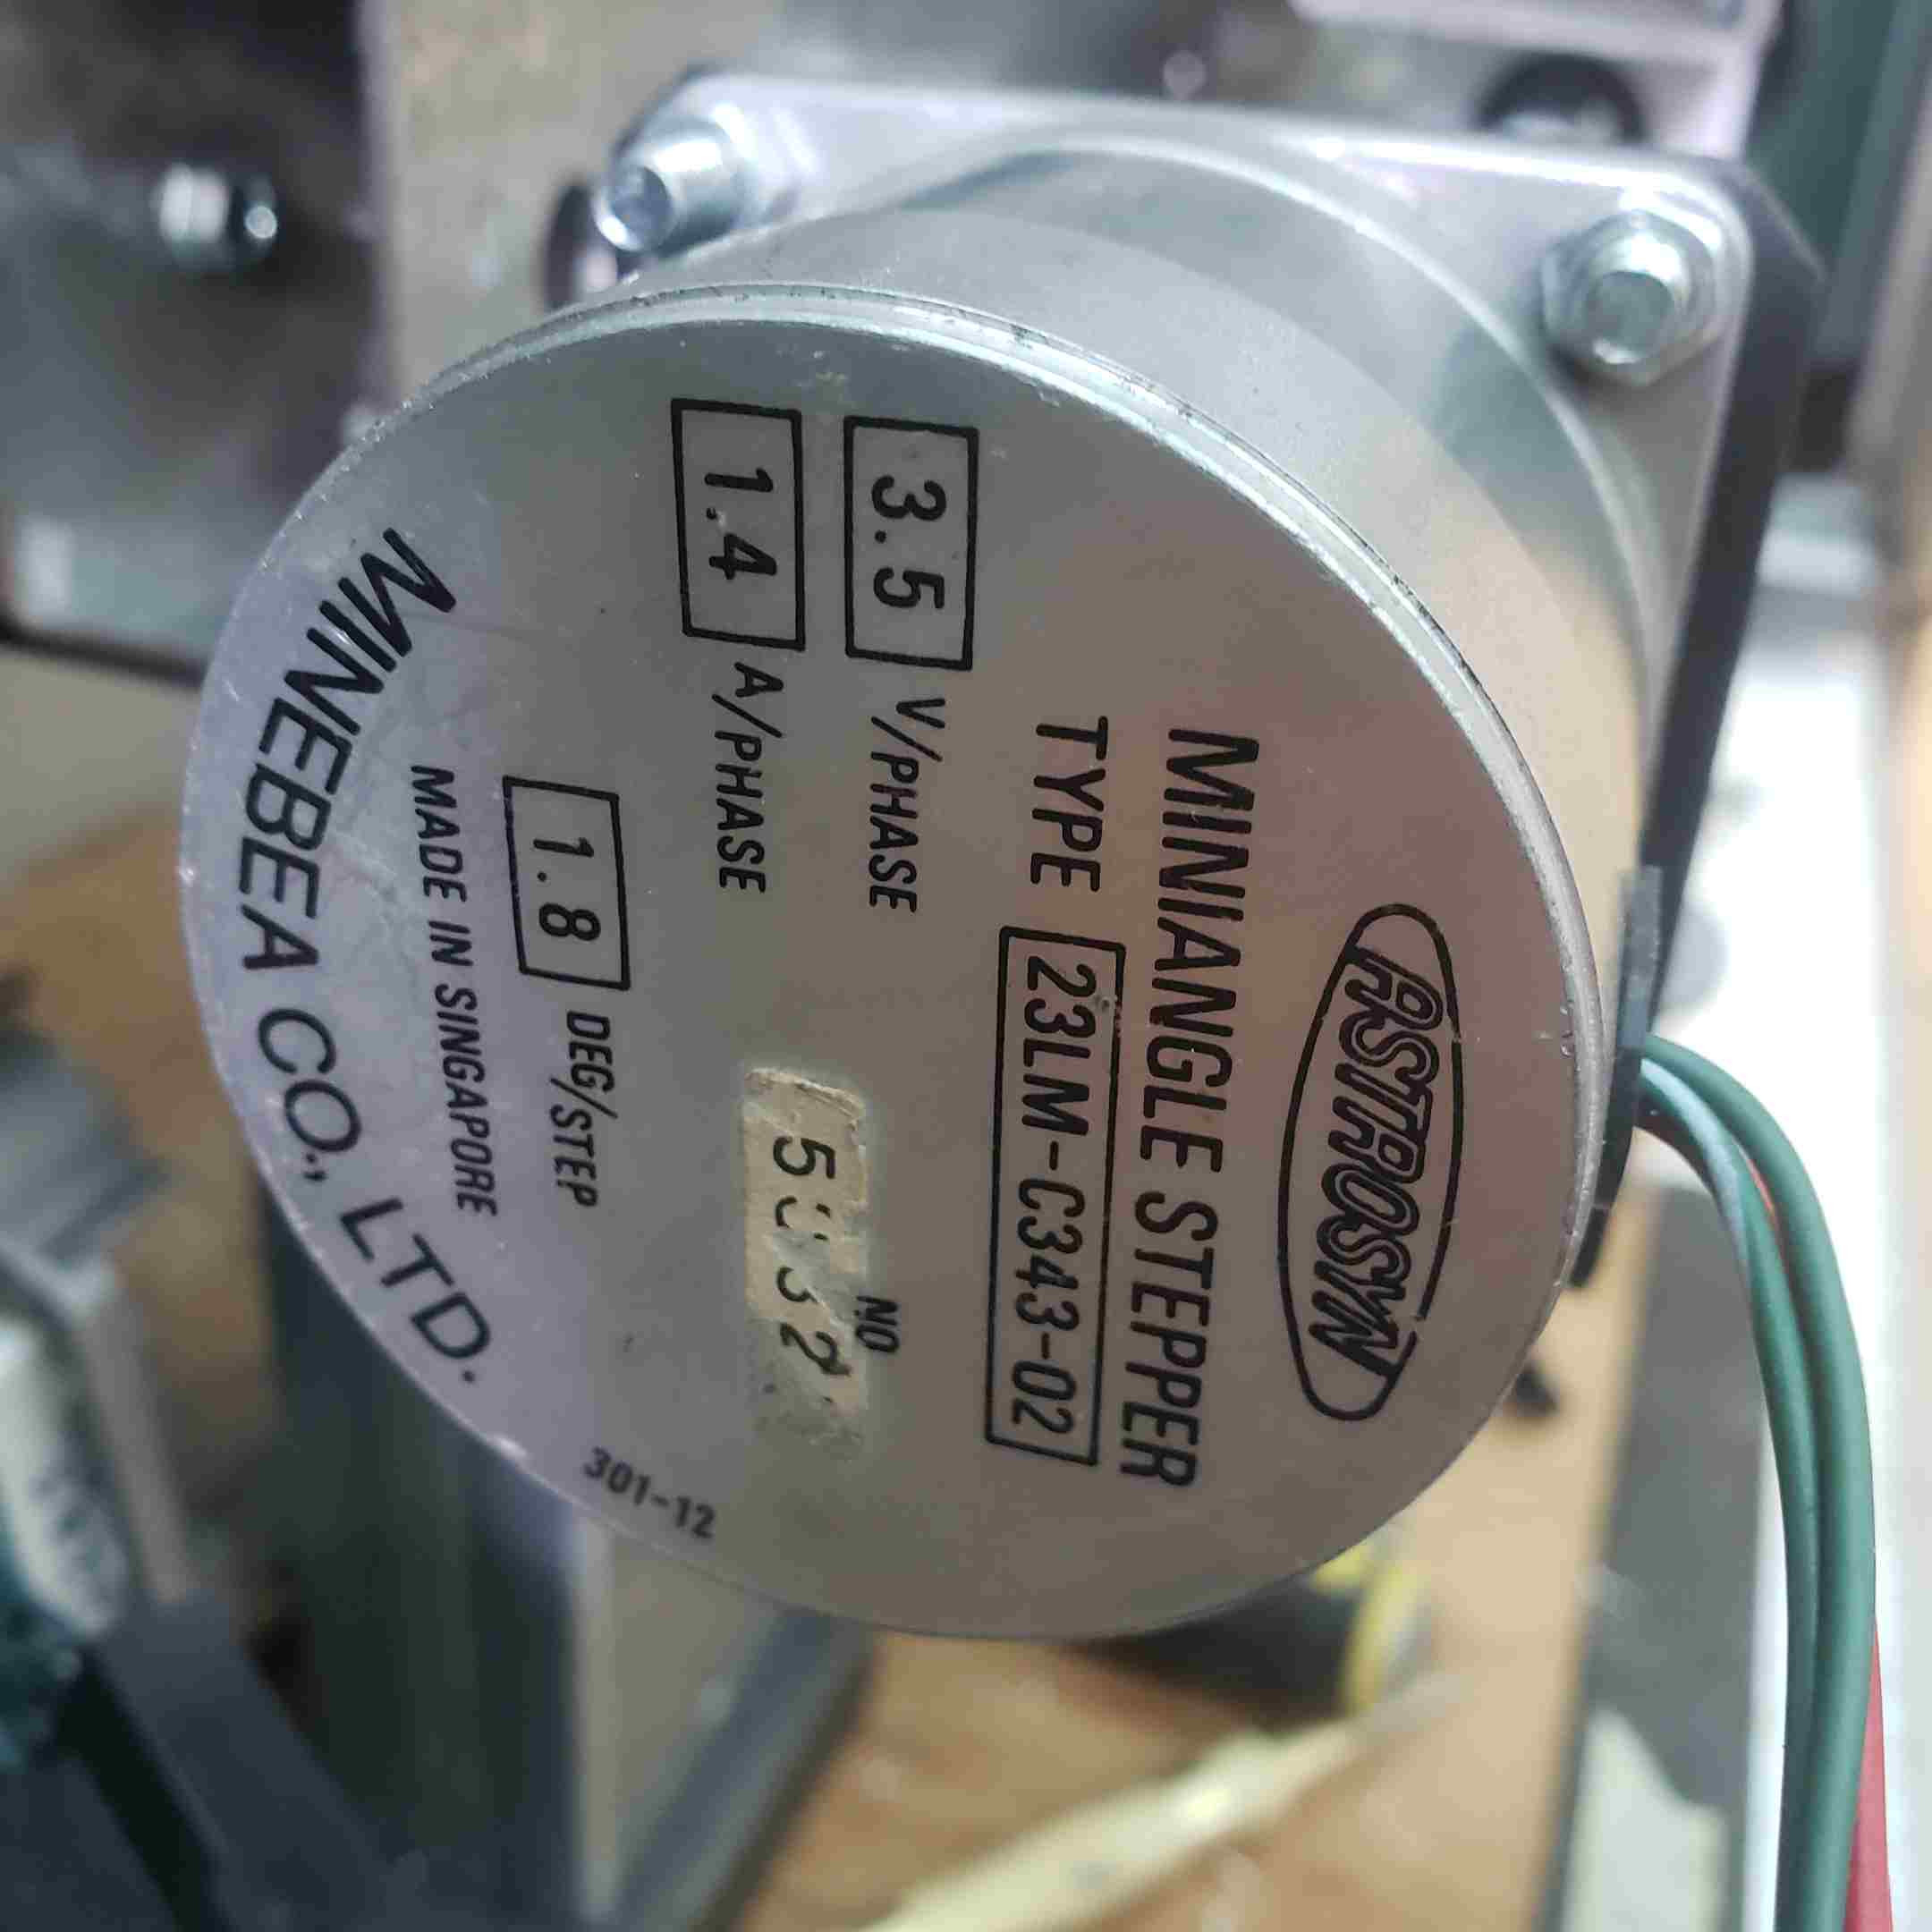 ASTROSYN
MINIANGLE STEPPER
TYPE 23LM-C343-02
3.5 V/PHASE
NO
1.4 A/PHASE
1.8 DEG/STEP
301-12
MADE IN SINGAPORE
MINEBEA CO., LTD.